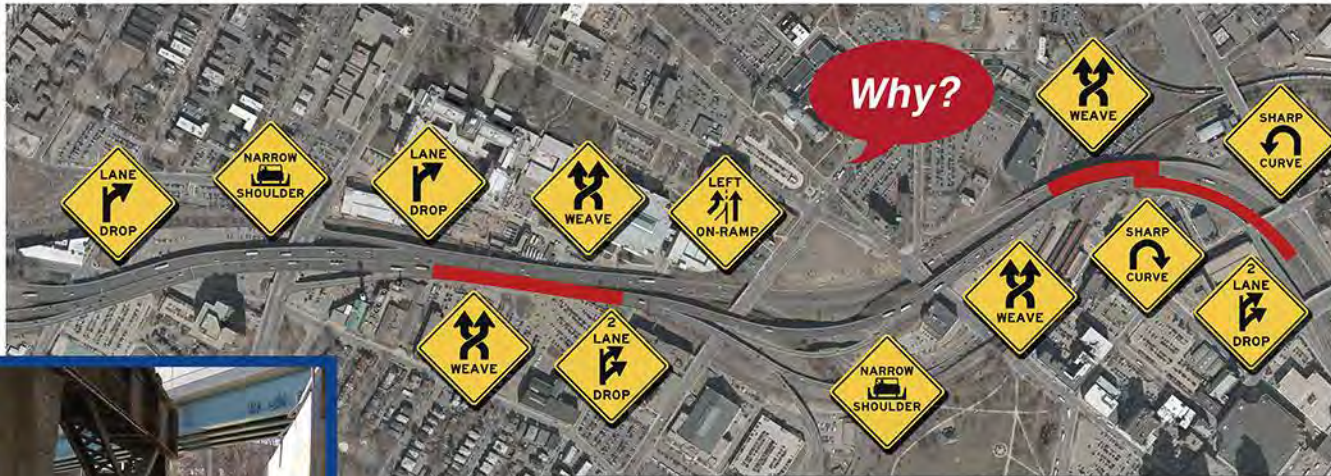 Why?
LANE
DROP
NARROW
SHOULDER
LANE
DROP
WEAVE
LEFT
ON-RAMP
WEAVE
SHARP
CURVE
WEAVE
2
LANE
DROP
NARROW
SHOULDER
WEAVE
SHARP
CURVE
2
LANE
DROP